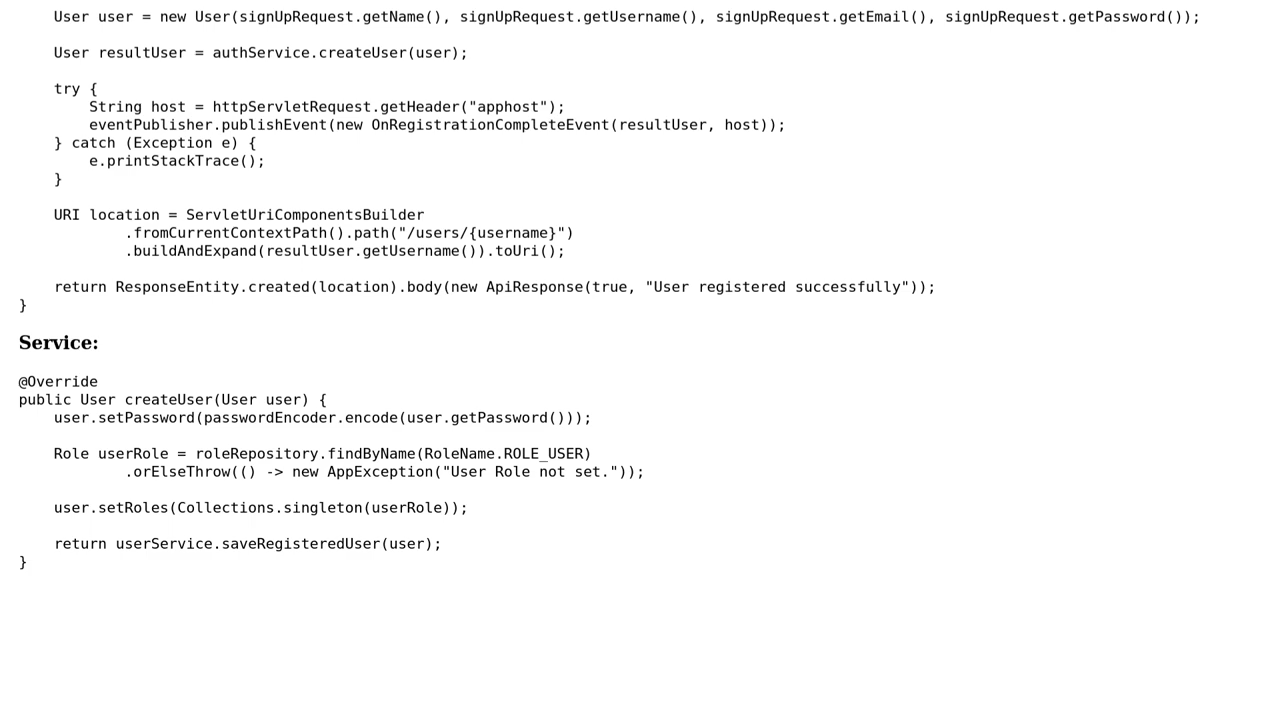 User user = new User(signUpRequest.getName(), signUpRequest.getUsername(), signUpRequest.getEmail(), signUpRequest.getPassword());
User resultUser = authService.createUser(user);
try {
String host = httpServletRequest.getHeader("apphost");
eventPublisher.publishEvent(new OnRegistrationCompleteEvent(resultUser, host));
} catch (Exception e) {
e.printStackTrace();
}
URI location = ServletUriComponentsBuilder
.fromCurrentContextPath().path("/users/{username}")
.buildAndExpand(resultUser.getUsername()).toUri();
return ResponseEntity.created(location).body(new ApiResponse(true, "User registered successfully"));
}
Service:
@Override
public User createUser(User user) {
user.setPassword(passwordEncoder.encode(user.getPassword()));
Role userRole = roleRepository.findByName(RoleName.ROLE_USER)
.orElseThrow(() -> new AppException("User Role not set."));
user.setRoles(Collections.singleton(userRole));
return userService.saveRegisteredUser(user);
}